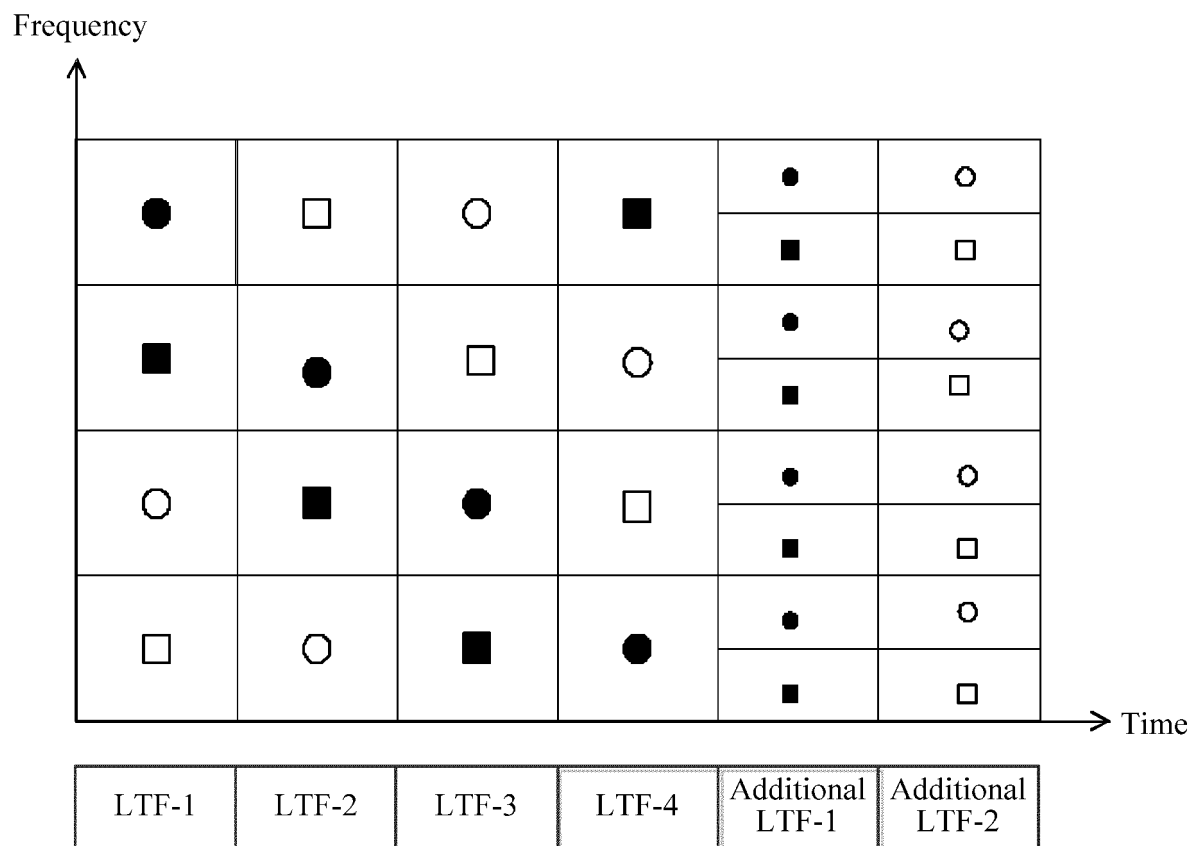 Frequency
Time
LTF-1
LTF-2
LTF-3
LTF-4
Additional
LTF-1
Additional
LTF-2